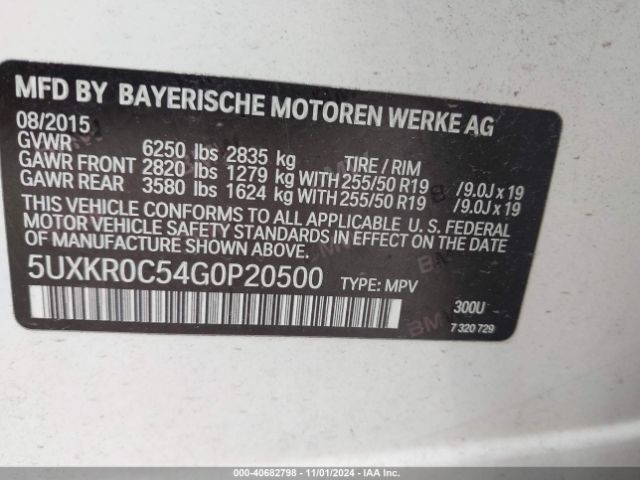 MFD BY BAYERISCHE MOTOREN WERKE AG
08/2015
GVWR 6250 lbs 2835 kg TIRE / RIM
GAWR FRONT 2820 lbs 1279 kg WITH 255/50 R19 /9.0J x 19
GAWR REAR 3580 lbs 1624 kg WITH 255/50 R19 /9.0J x 19
THIS VEHICLE CONFORMS TO ALL APPLICABLE U.S. FEDERAL
MOTOR VEHICLE SAFETY STANDARDS IN EFFECT ON THE DATE
OF MANUFACTURE SHOWN ABOVE.
5UXKR0C54G0P20500 TYPE: MPV
300U
7 320 729
000-40682798 - 11/01/2024 - IAAI.COM